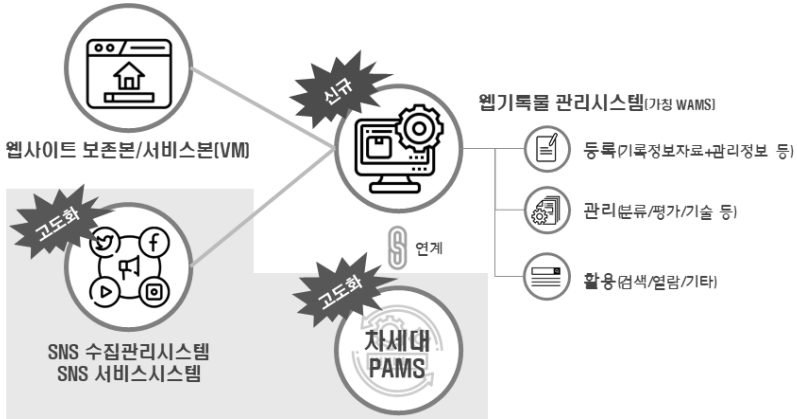 신규
웹기록물 관리시스템(가칭 WAMS)
웹사이트 보존본/서비스본(VM)
등록(기록정보자료+관리정보 등)
관리(분류/평가/기술 등)
활용(검색/열람/기타)
고도화
연계
고도화
SNS 수집관리시스템
SNS 서비스시스템
차세대
PAMS